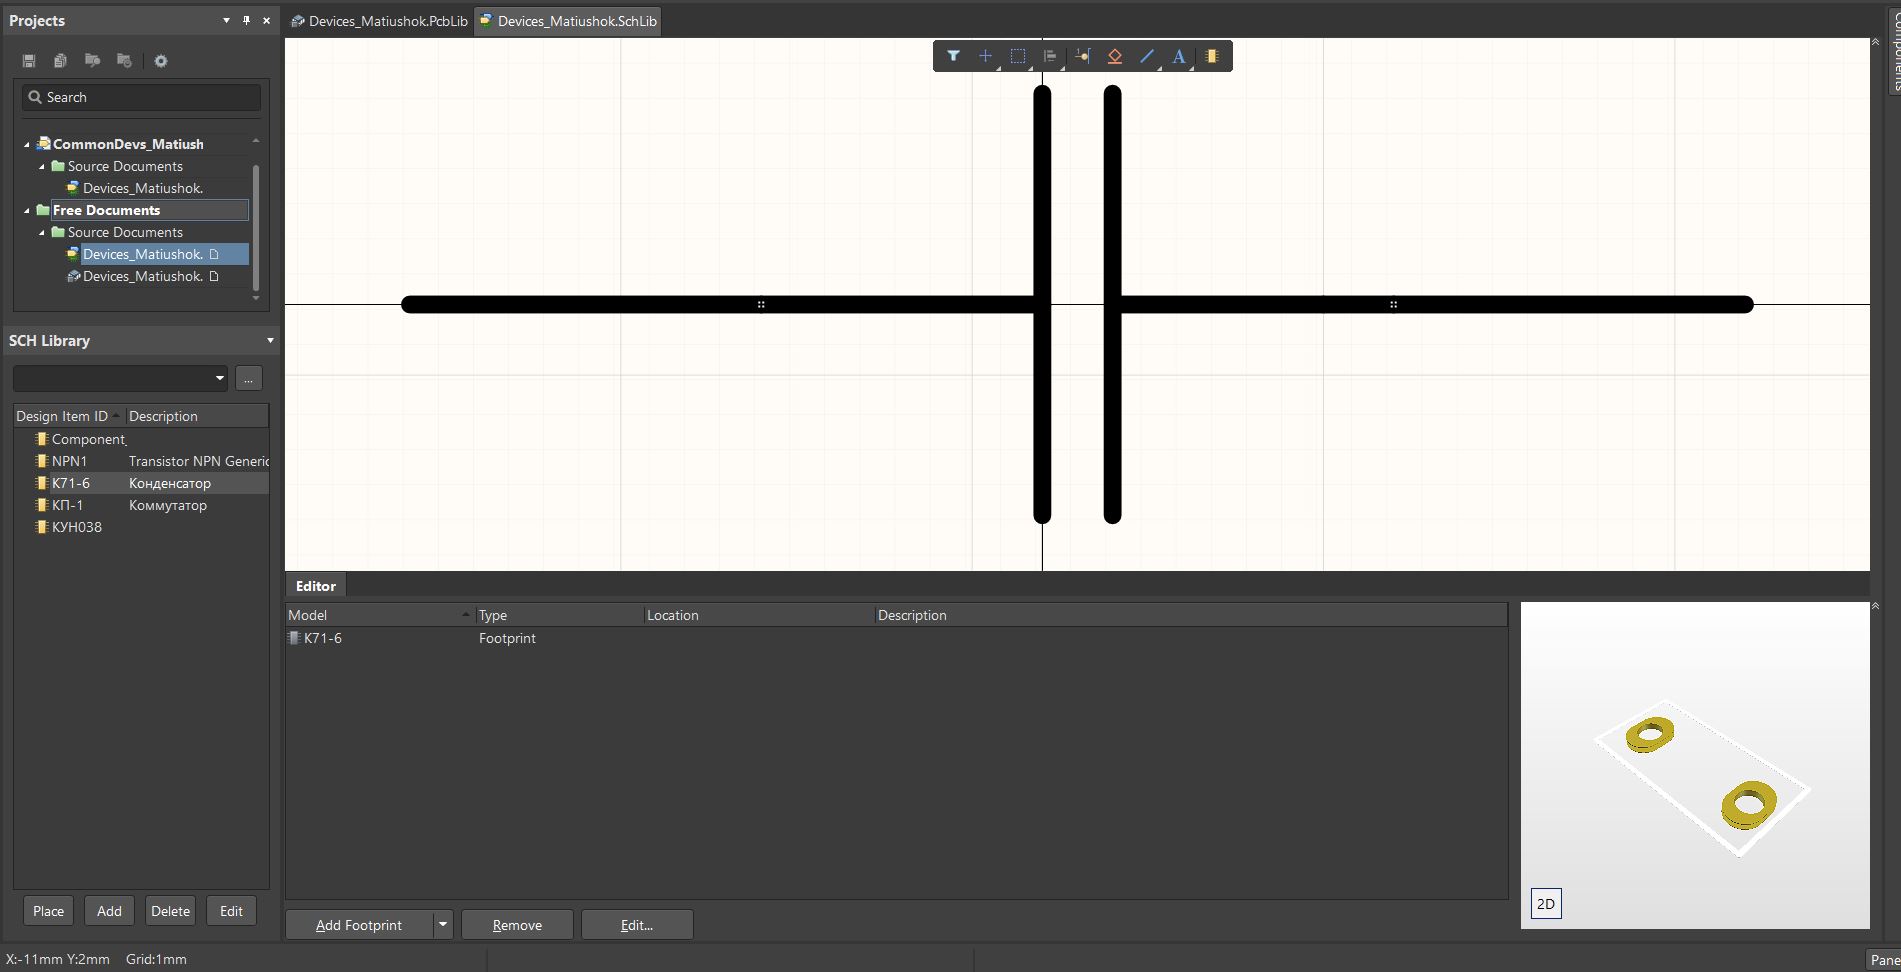 Projects
Devices_Matiushok.PcbLib
Devices_Matiushok.SchLib
Components
Search
CommonDevs_Matiush
Source Documents
Devices_Matiushok.
Free Documents
Source Documents
Devices_Matiushok.
Devices_Matiushok.
A
SCH Library
...
Design Item ID Description
Component_
NPN1 Transistor NPN Generic
К71-6 Конденсатор
КП-1 Коммутатор
КУН038
Place Add Delete Edit
Editor
Model Type Location Description
К71-6 Footprint
2D
Add Footprint Remove Edit...
X:-11mm Y:2mm Grid:1mm
Pane